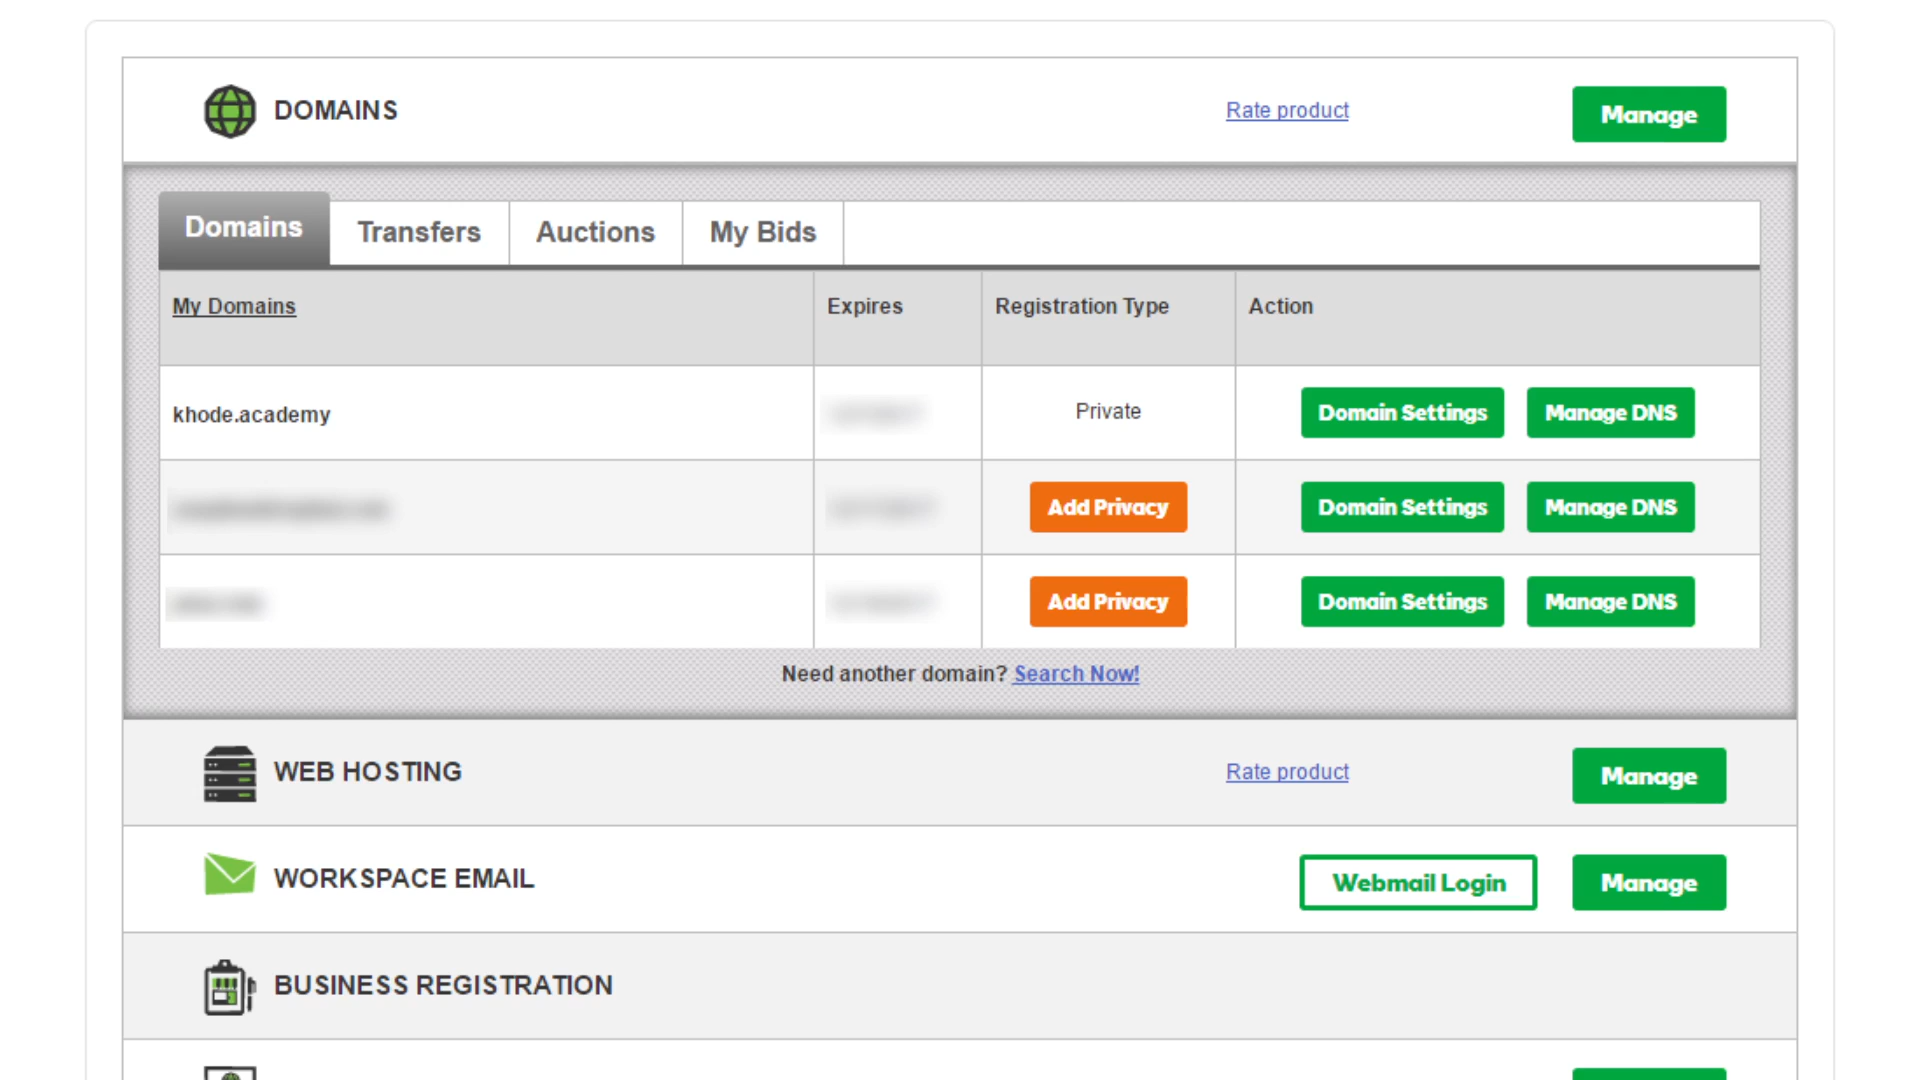 DOMAINS Rate product Manage
Domains Transfers Auctions My Bids
My Domains Expires Registration Type Action
khode.academy Private Domain Settings Manage DNS
Add Privacy Domain Settings Manage DNS
Add Privacy Domain Settings Manage DNS
Need another domain? Search Now!
WEB HOSTING Rate product Manage
WORKSPACE EMAIL Webmail Login Manage
BUSINESS REGISTRATION